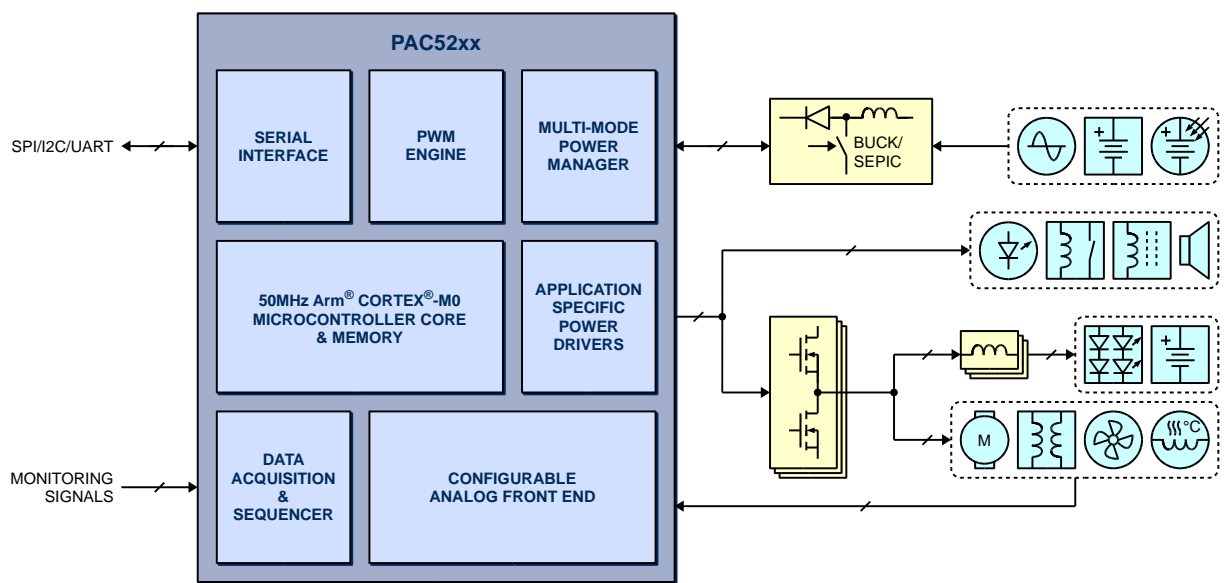 PAC52xx
SERIAL
INTERFACE
PWM
ENGINE
MULTI-MODE
POWER
MANAGER
SPI/I2C/UART
BUCK/
SEPIC
+
+
50MHz Arm® CORTEX®-M0
MICROCONTROLLER CORE
& MEMORY
APPLICATION
SPECIFIC
POWER
DRIVERS
+
M
°C
DATA
ACQUISITION
&
SEQUENCER
CONFIGURABLE
ANALOG FRONT END
MONITORING
SIGNALS